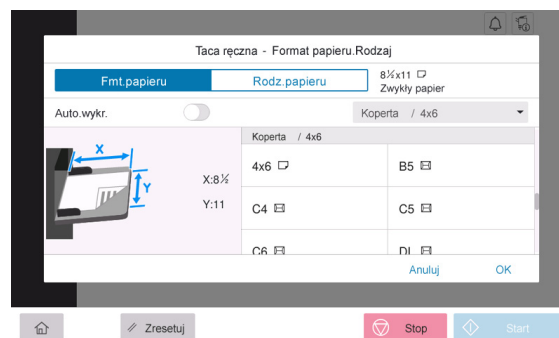 Taca ręczna - Format papieru.Rodzaj
Fmt.papieru
Rodz.papieru
8½x11
Zwykły papier
Auto.wykr.
Koperta / 4x6
Koperta / 4x6
X
Y
X:8½
Y:11
4x6
B5
C4
C5
C6
DL
Anuluj
OK
Zresetuj
Stop
Start